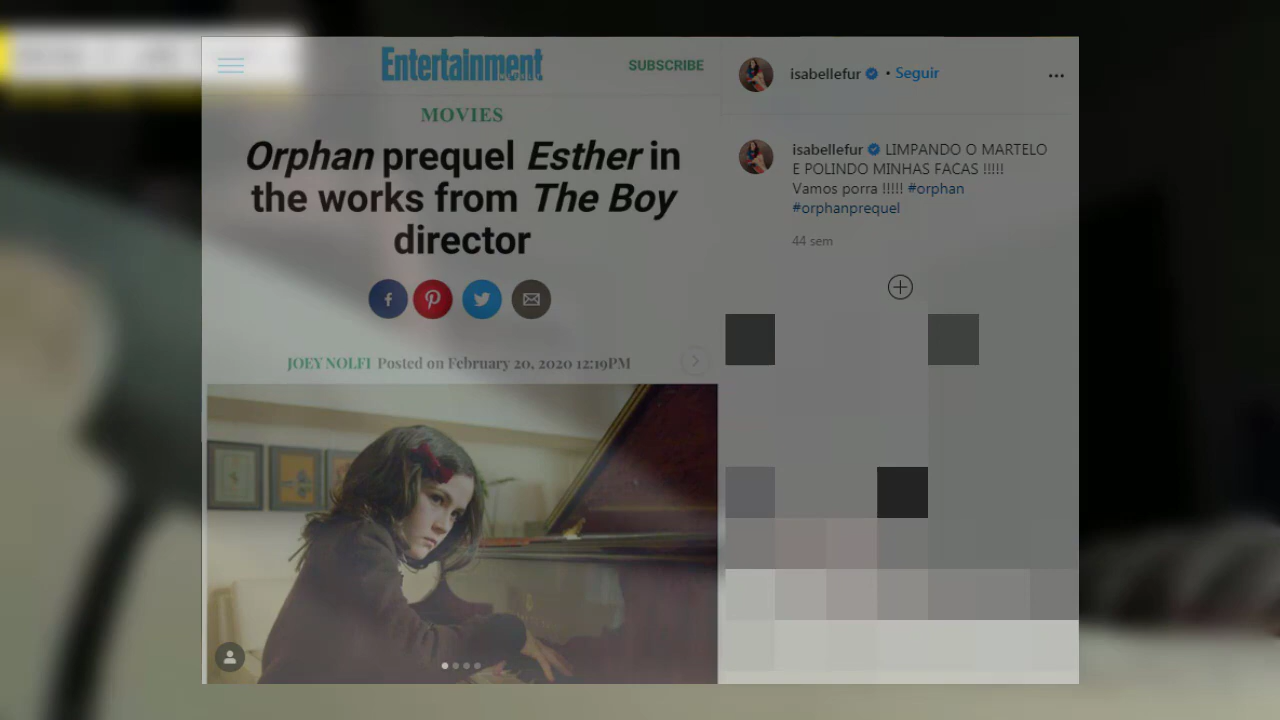 Entertainment
SUBSCRIBE
MOVIES
Orphan prequel Esther in
the works from The Boy
director
JOEY NOLFI Posted on February 20, 2020 12:19PM
isabellefur • Seguir
isabellefur LIMPANDO O MARTELO
E POLINDO MINHAS FACAS !!!!!
Vamos porra !!!!! #orphan
#orphanprequel
44 sem